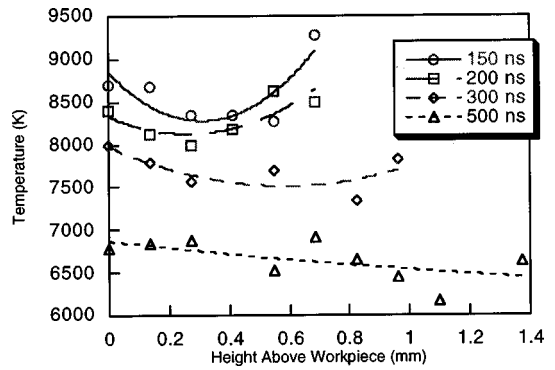 9500
9000
8500
8000
7500
7000
6500
6000
Temperature (K)
150 ns
200 ns
300 ns
500 ns
0 0.2 0.4 0.6 0.8 1 1.2 1.4
Height Above Workpiece (mm)